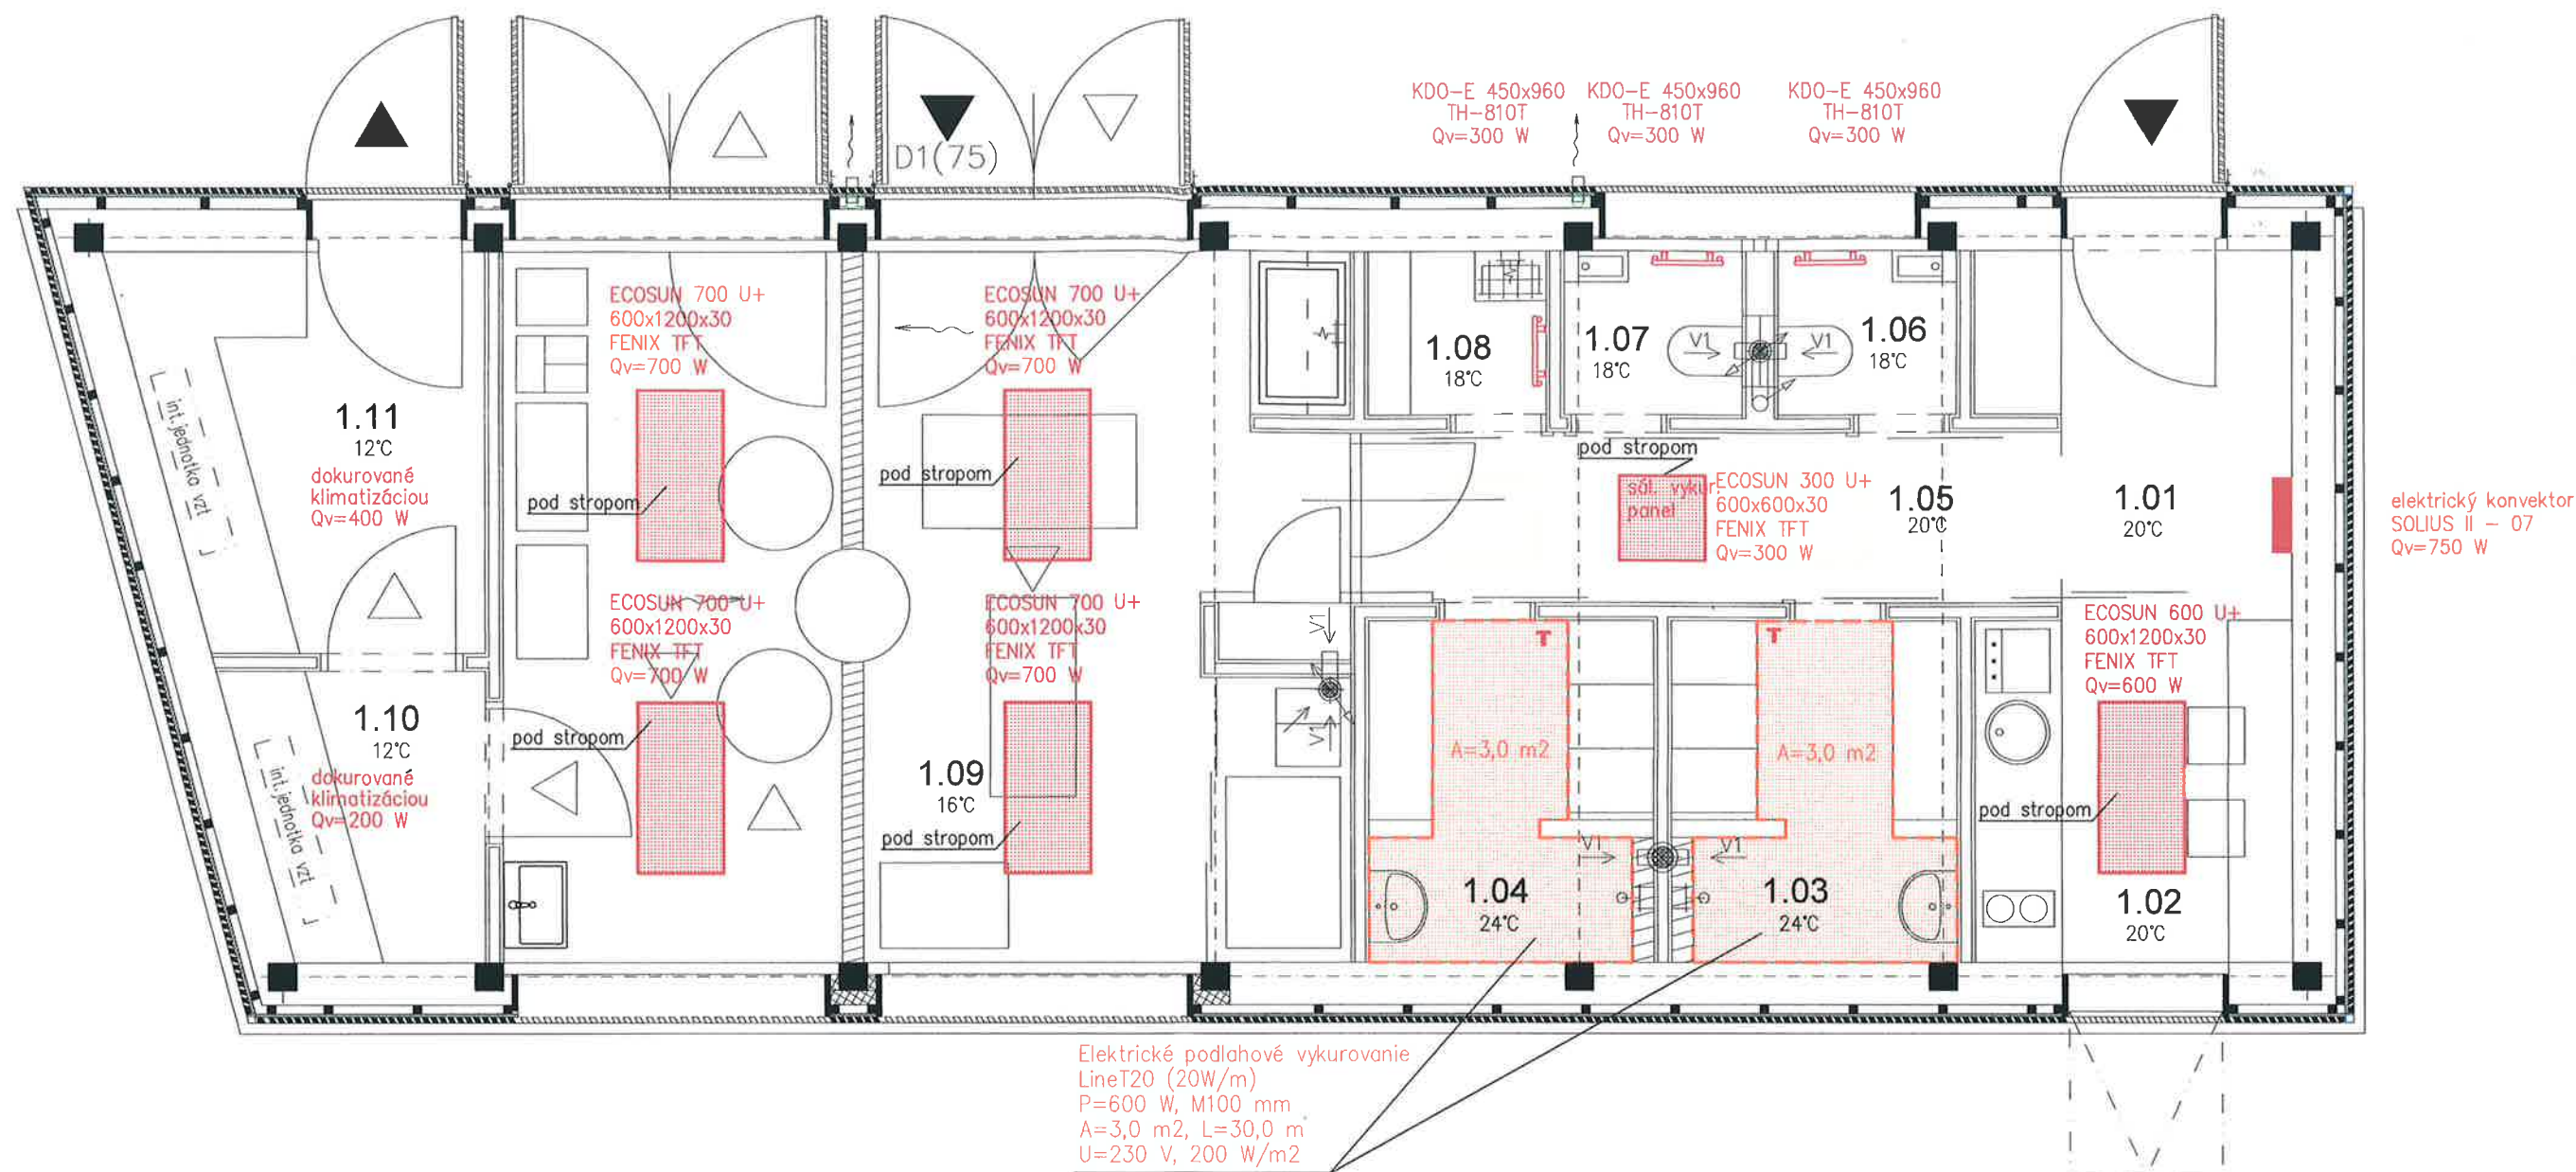 KDO-E 450x960
TH-810T
Qv=300 W
KDO-E 450x960
TH-810T
Qv=300 W
KDO-E 450x960
TH-810T
Qv=300 W
D1(75)
ECOSUN 700 U+
600x1200x30
FENIX TFT
Qv=700 W
pod stropom
ECOSUN 700 U+
600x1200x30
FENIX TFT
Qv=700 W
pod stropom
1.08
18°C
1.07
18°C
V1
V1
1.06
18°C
int.jednotka vzt
1.11
12°C
dokurované
klimatizáciou
Qv=400 W
pod stropom
sál. vykur.
panel
ECOSUN 300 U+
600x600x30
FENIX TFT
Qv=300 W
1.05
20°C
1.01
20°C
elektrický konvektor
SOLIUS II - 07
Qv=750 W
ECOSUN 700 U+
600x1200x30
FENIX TFT
Qv=700 W
pod stropom
ECOSUN 700 U+
600x1200x30
FENIX TFT
Qv=700 W
pod stropom
V1
V1
T
T
ECOSUN 600 U+
600x1200x30
FENIX TFT
Qv=600 W
pod stropom
1.10
12°C
dokurované
klimatizáciou
Qv=200 W
int.jednotka vzt
1.09
16°C
A=3,0 m2
A=3,0 m2
V1
V1
1.04
24°C
1.03
24°C
1.02
20°C
Elektrické podlahové vykurovanie
LineT20 (20W/m)
P=600 W, M100 mm
A=3,0 m2, L=30,0 m
U=230 V, 200 W/m2